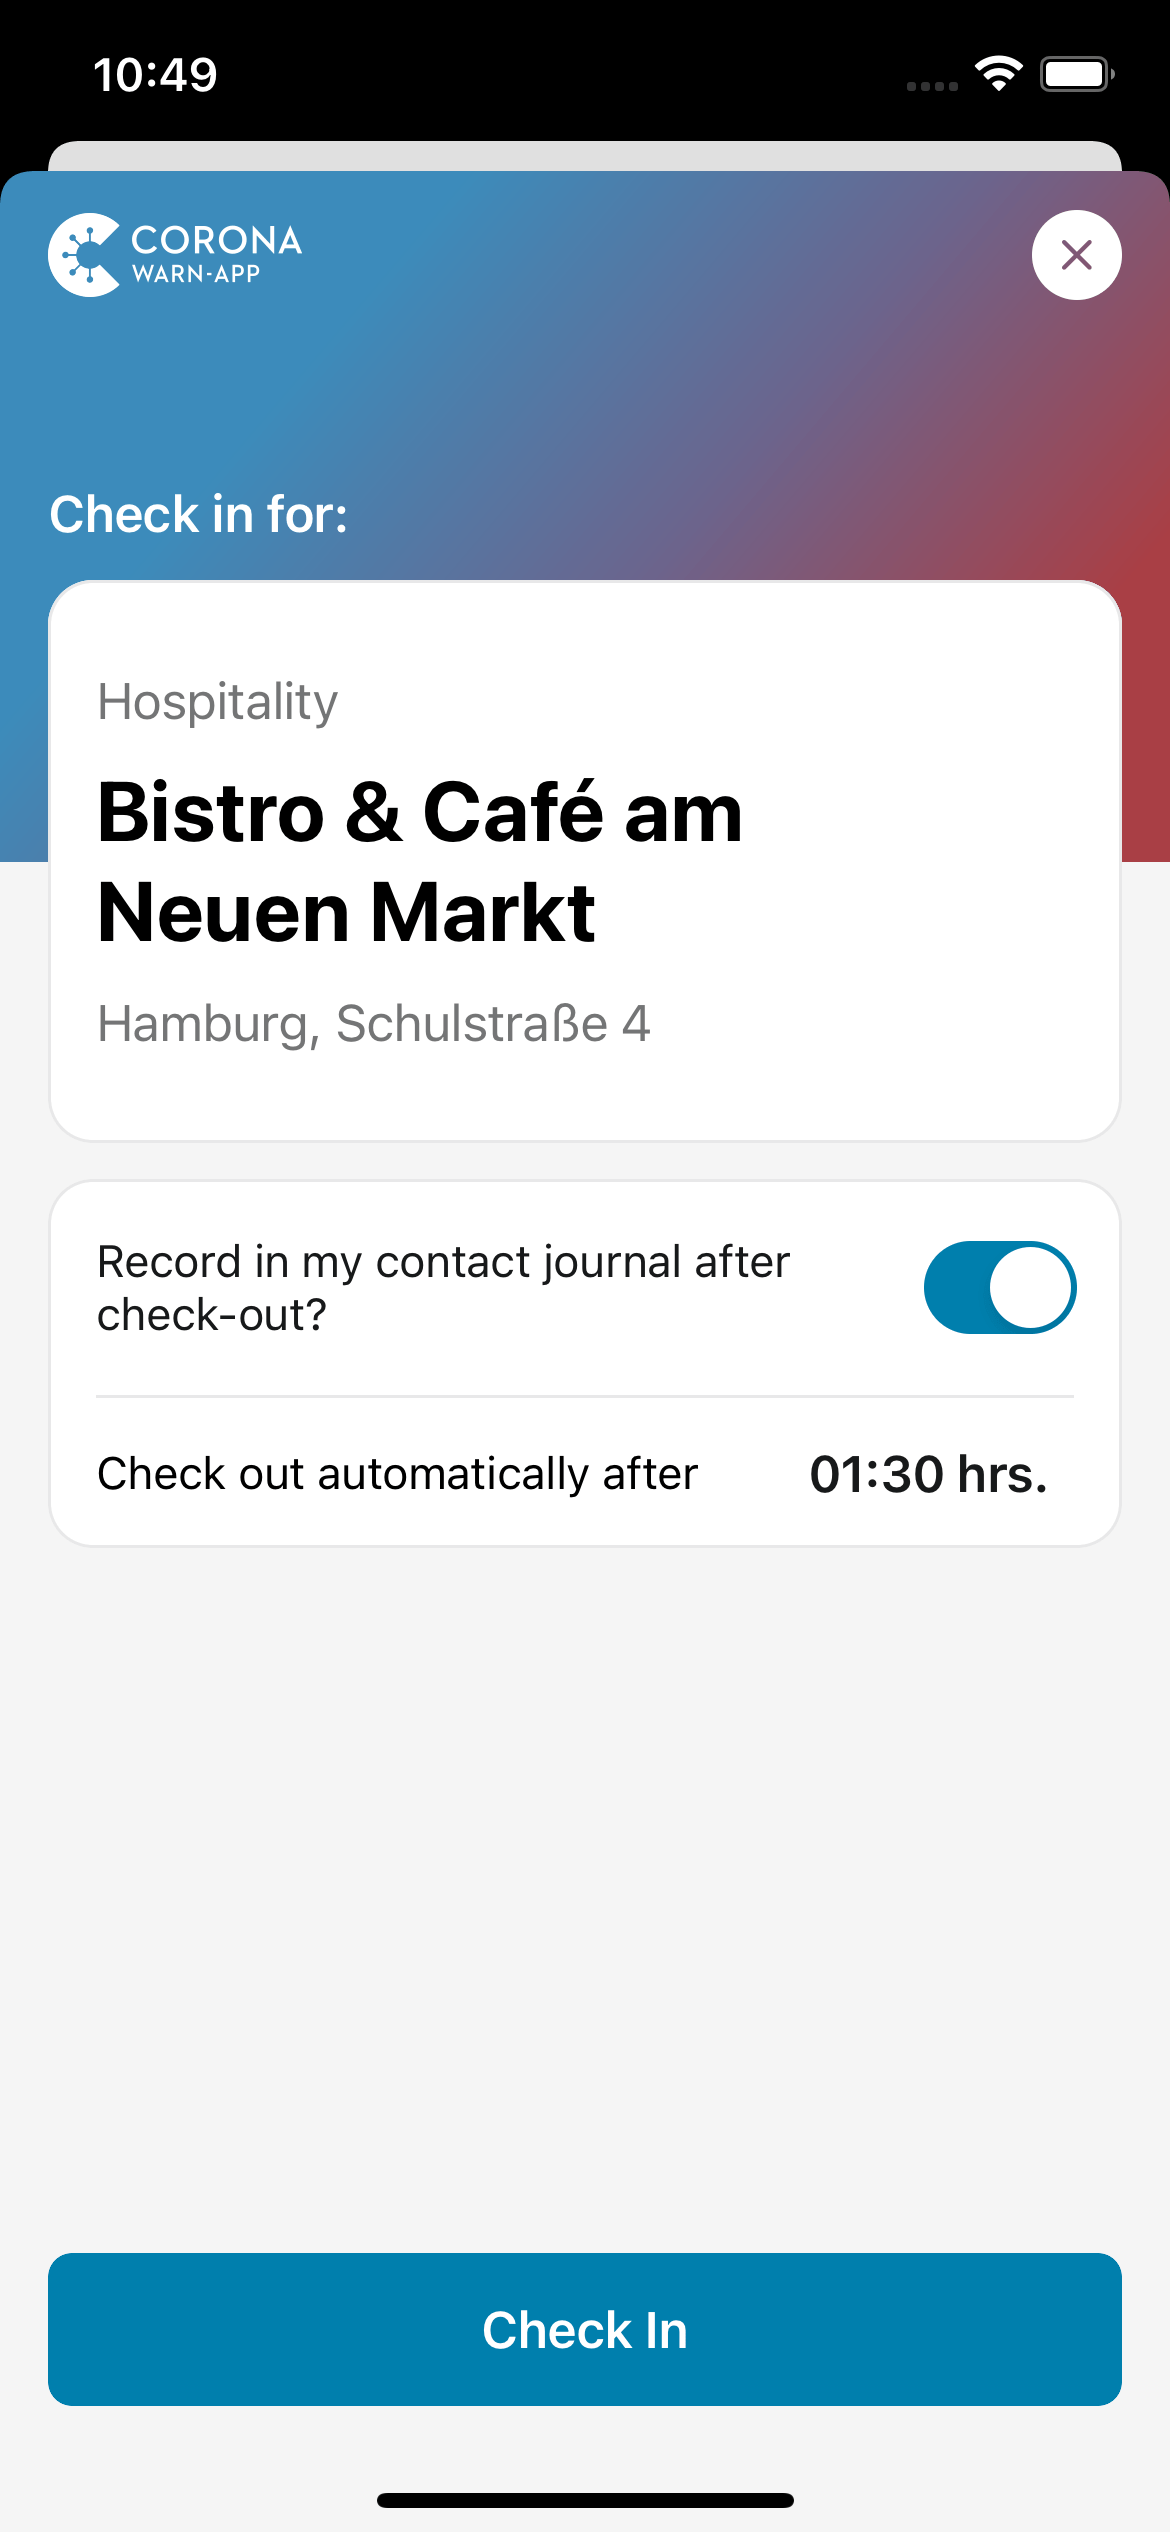 10:49
CORONA
WARN-APP
Check in for:
Hospitality
Bistro & Café am
Neuen Markt
Hamburg, Schulstraße 4
Record in my contact journal after
check-out?
Check out automatically after 01:30 hrs.
Check In